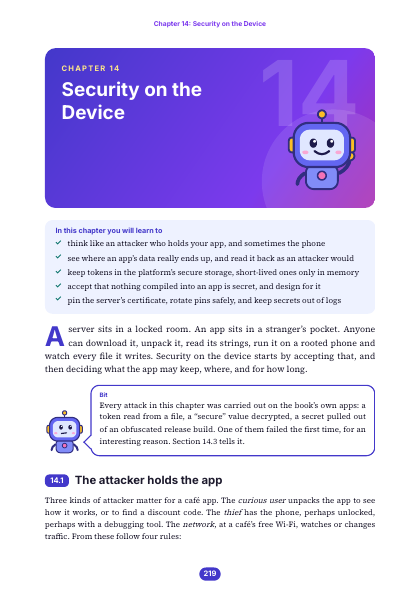 Chapter 14: Security on the Device
14
CHAPTER 14
Security on the
Device
In this chapter you will learn to
✓ think like an attacker who holds your app, and sometimes the phone
✓ see where an app's data really ends up, and read it back as an attacker would
✓ keep tokens in the platform's secure storage, short-lived ones only in memory
✓ accept that nothing compiled into an app is secret, and design for it
✓ pin the server's certificate, rotate pins safely, and keep secrets out of logs
A server sits in a locked room. An app sits in a stranger's pocket. Anyone
can download it, unpack it, read its strings, run it on a rooted phone and
watch every file it writes. Security on the device starts by accepting that, and
then deciding what the app may keep, where, and for how long.
Bit
Every attack in this chapter was carried out on the book's own apps: a
token read from a file, a “secure” value decrypted, a secret pulled out
of an obfuscated release build. One of them failed the first time, for an
interesting reason. Section 14.3 tells it.
14.1 The attacker holds the app
Three kinds of attacker matter for a café app. The curious user unpacks the app to see
how it works, or to find a discount code. The thief has the phone, perhaps unlocked,
perhaps with a debugging tool. The network, at a café's free Wi-Fi, watches or changes
traffic. From these follow four rules:
219